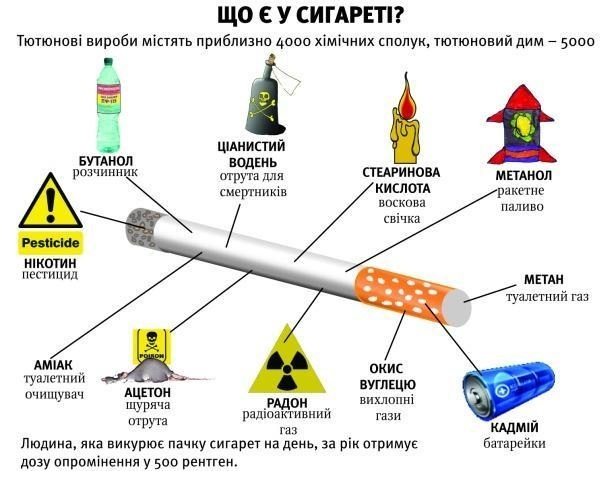 ЩО Є У СИГАРЕТІ?
Тютюнові вироби містять приблизно 4000 хімічних сполук, тютюновий дим – 5000
БУТАНОЛ
розчинник
ЦІАНИСТИЙ
ВОДЕНЬ
отрута для
смертників
СТЕАРИНОВА
КИСЛОТА
воскова
свічка
МЕТАНОЛ
ракетне
паливо
Pesticide
НІКОТИН
пестицид
МЕТАН
туалетний газ
АМІАК
туалетний
очищувач
POISON
АЦЕТОН
щуряча
отрута
РАДОН
радіоактивний
газ
ОКИС
ВУГЛЕЦЮ
вихлопні
гази
КАДМІЙ
батарейки
Людина, яка викурює пачку сигарет на день, за рік отримує
дозу опромінення у 500 рентген.